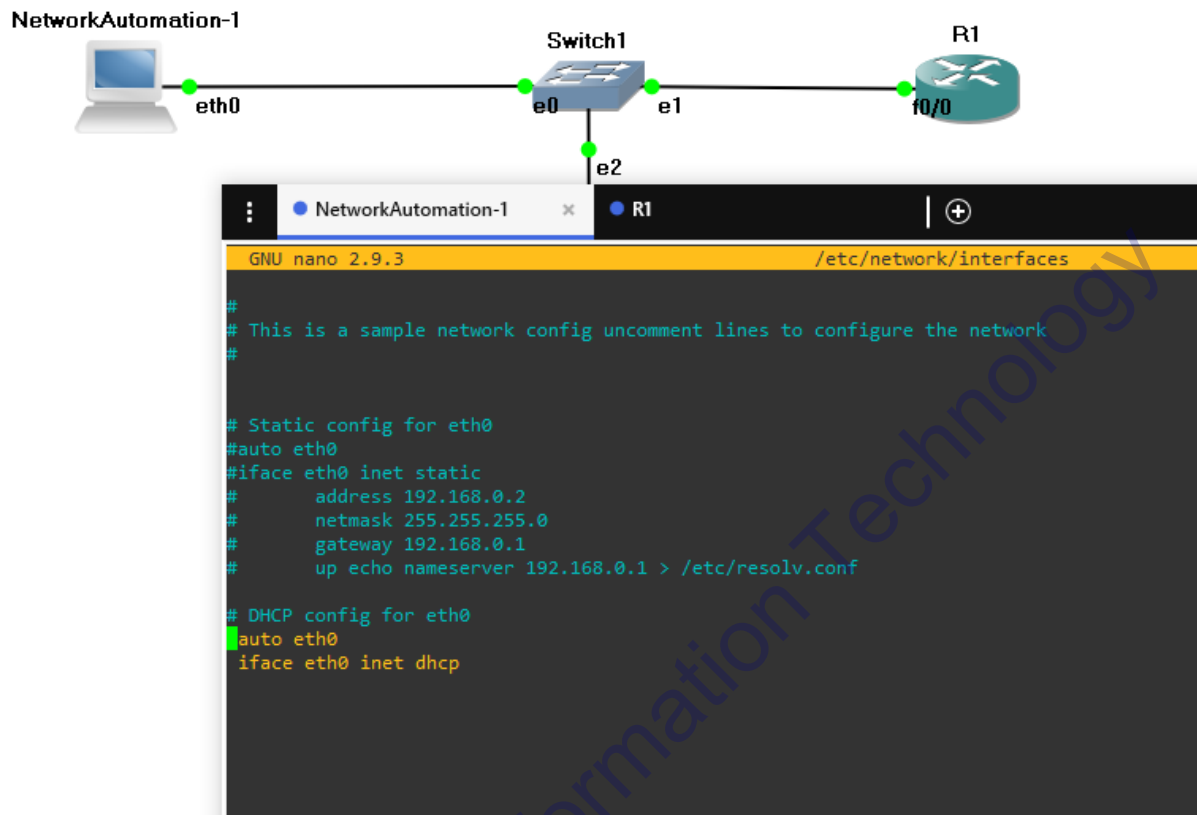 NetworkAutomation-1
Switch1
R1
eth0
e0
e1
f0/0
e2
NetworkAutomation-1 ×
R1
GNU nano 2.9.3 /etc/network/interfaces
#
# This is a sample network config uncomment lines to configure the network
#
# Static config for eth0
#auto eth0
#iface eth0 inet static
# address 192.168.0.2
# netmask 255.255.255.0
# gateway 192.168.0.1
# up echo nameserver 192.168.0.1 > /etc/resolv.conf
# DHCP config for eth0
auto eth0
iface eth0 inet dhcp
ormation Technology